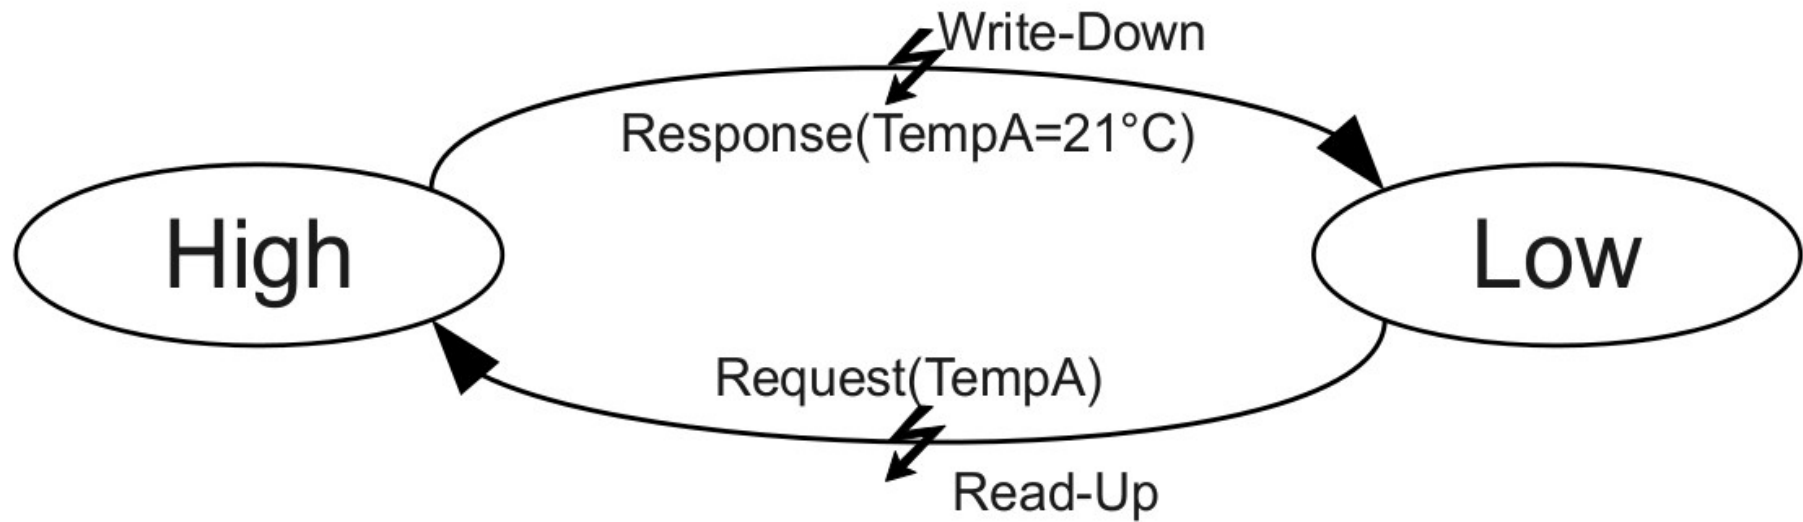 Write-Down
Response(TempA=21°C)
High
Low
Request(TempA)
Read-Up